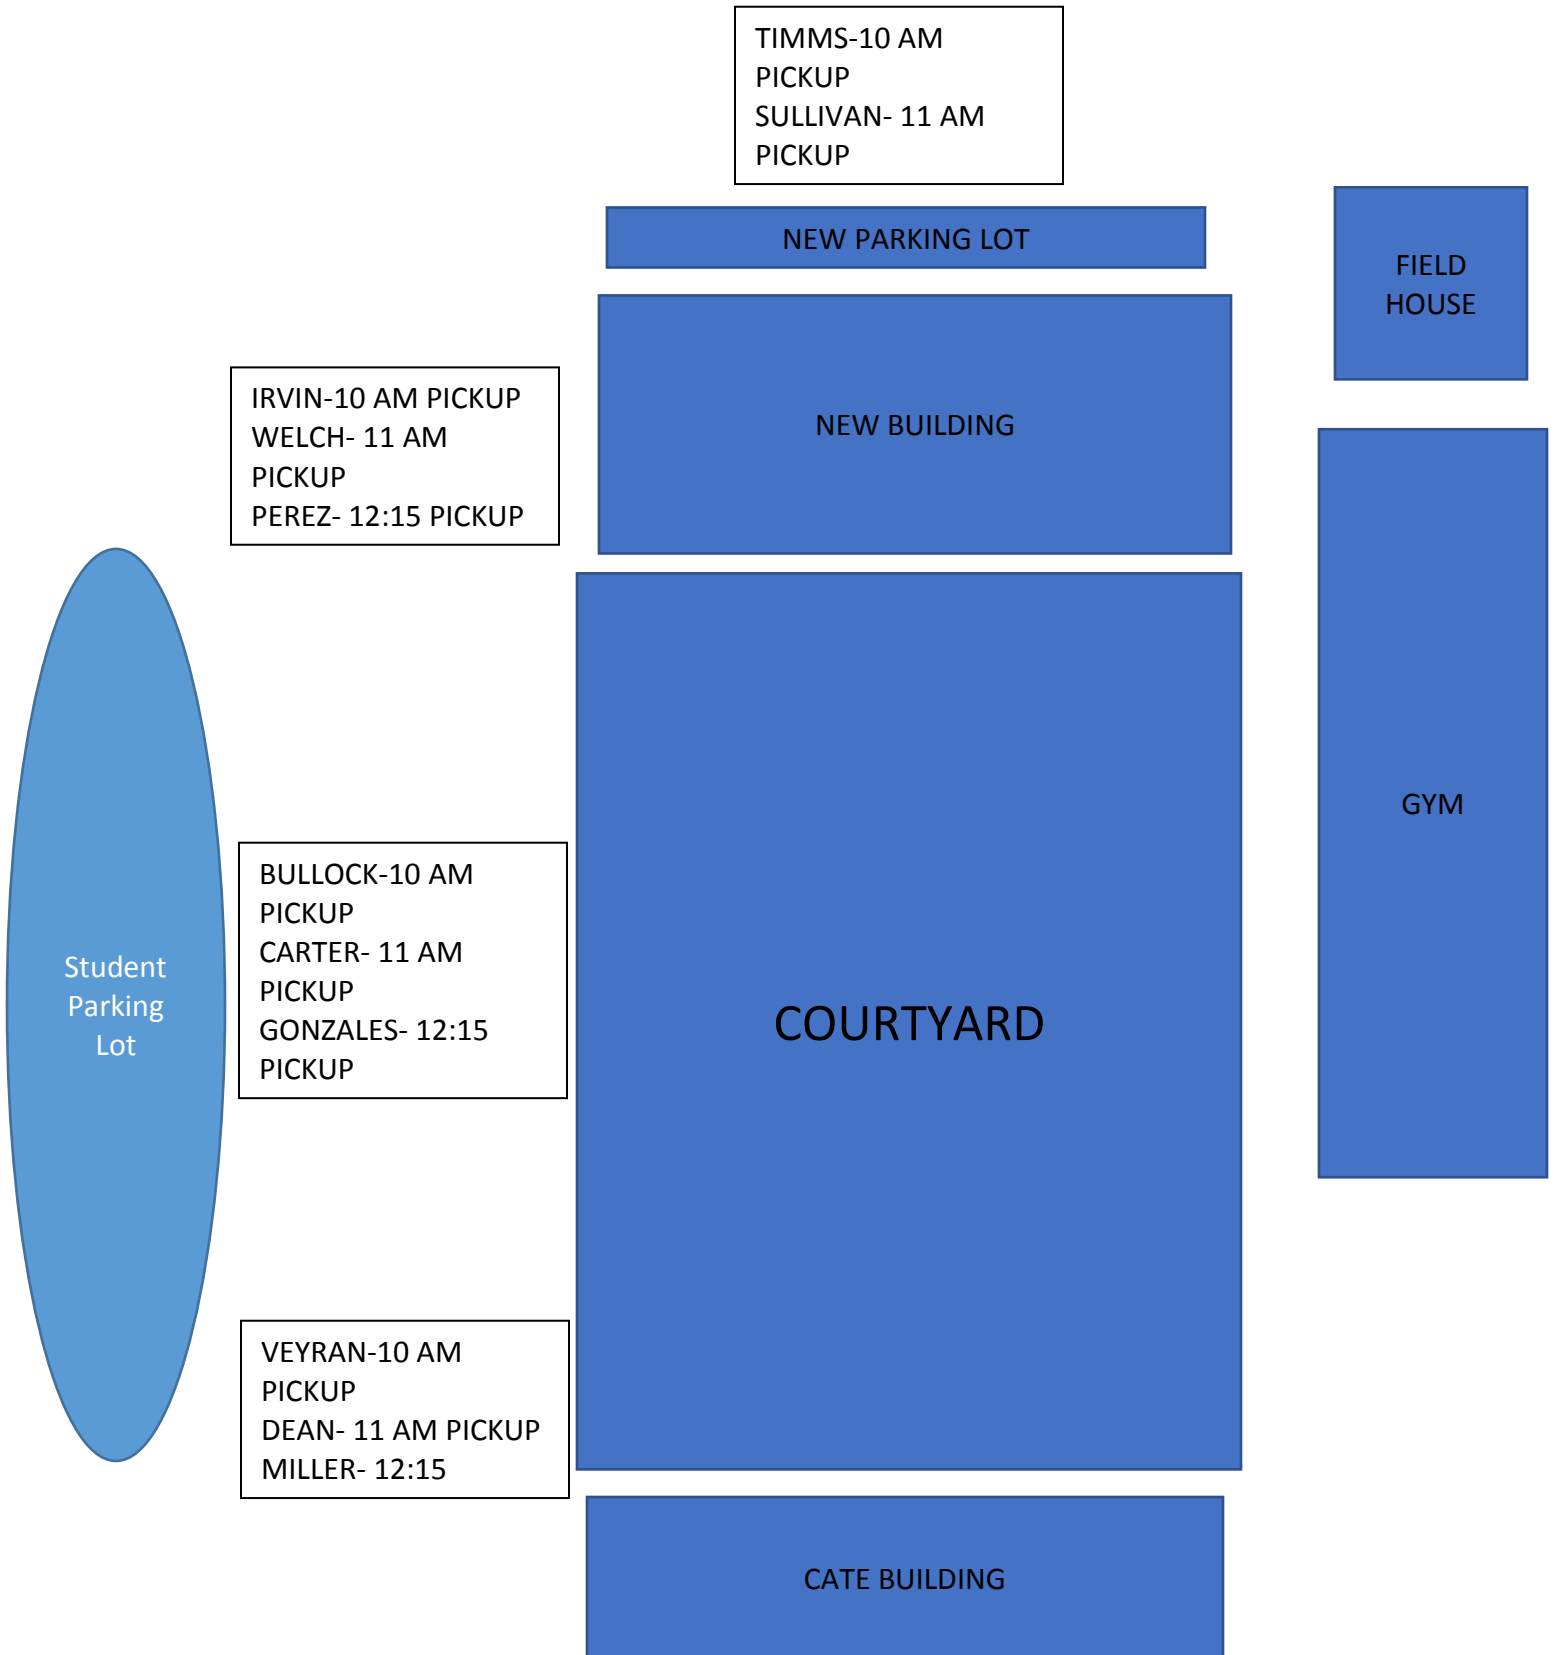 TIMMS-10 AM
PICKUP
SULLIVAN- 11 AM
PICKUP
NEW PARKING LOT
FIELD
HOUSE
IRVIN-10 AM PICKUP
WELCH- 11 AM
PICKUP
PEREZ- 12:15 PICKUP
NEW BUILDING
GYM
Student
Parking
Lot
BULLOCK-10 AM
PICKUP
CARTER- 11 AM
PICKUP
GONZALES- 12:15
PICKUP
COURTYARD
VEYRAN-10 AM
PICKUP
DEAN- 11 AM PICKUP
MILLER- 12:15
CATE BUILDING